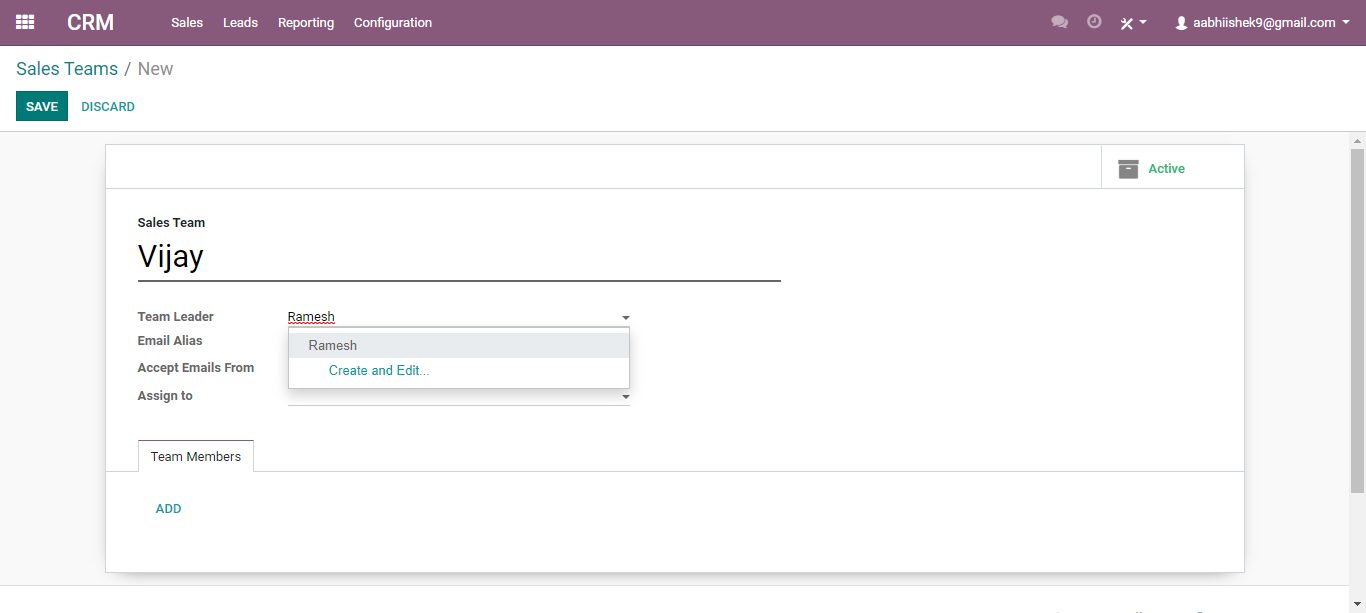 CRM Sales Leads Reporting Configuration aabhiishek9@gmail.com
Sales Teams / New
SAVE DISCARD
Active
Sales Team
Vijay
Team Leader Ramesh
Email Alias Ramesh
Accept Emails From Create and Edit...
Assign to
Team Members
ADD